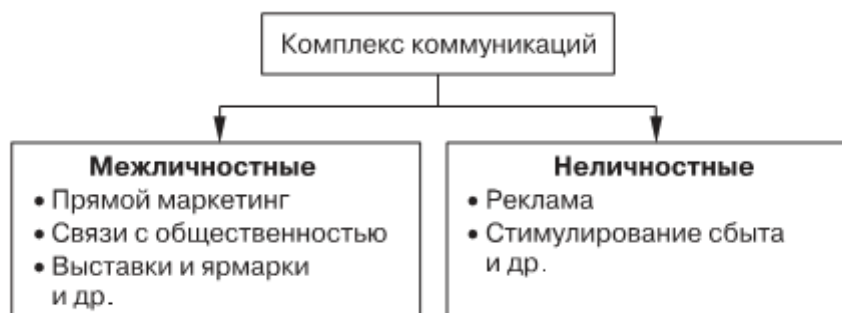 Комплекс коммуникаций
Межличностные
• Прямой маркетинг
• Связи с общественностью
• Выставки и ярмарки
и др.
Неличностные
• Реклама
• Стимулирование сбыта
и др.